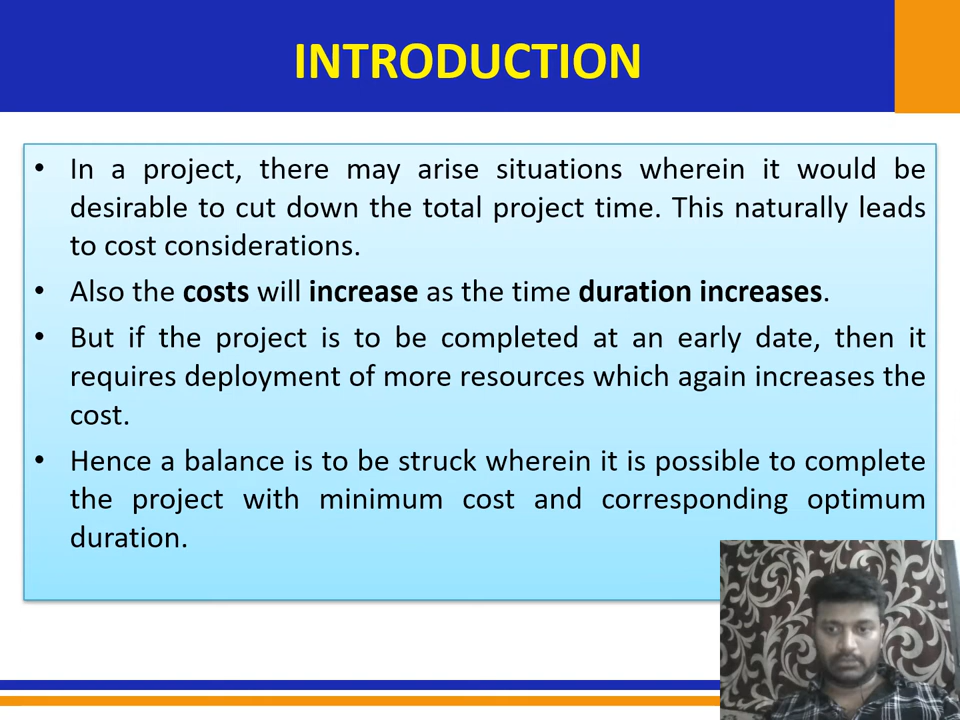 INTRODUCTION
• In a project, there may arise situations wherein it would be
desirable to cut down the total project time. This naturally leads
to cost considerations.
• Also the costs will increase as the time duration increases.
• But if the project is to be completed at an early date, then it
requires deployment of more resources which again increases the
cost.
• Hence a balance is to be struck wherein it is possible to complete
the project with minimum cost and corresponding optimum
duration.